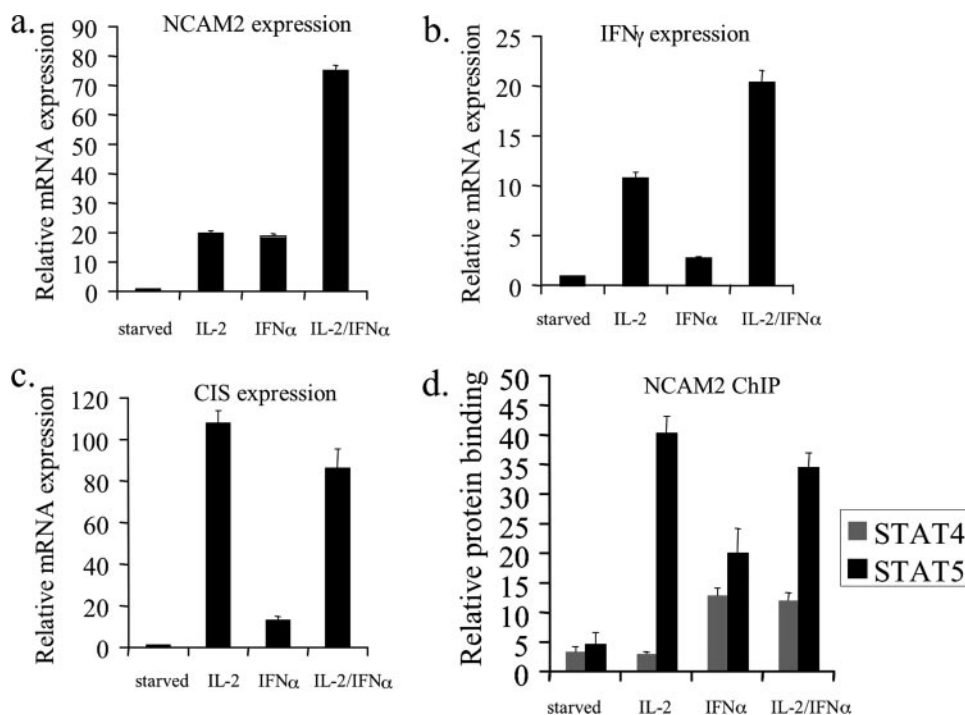 a.
NCAM2 expression
Relative mRNA expression
90
80
70
60
50
40
30
20
10
0
starved IL-2 IFNα IL-2/IFNα
b.
IFNγ expression
Relative mRNA expression
25
20
15
10
5
0
starved IL-2 IFNα IL-2/IFNα
c.
CIS expression
Relative mRNA expression
120
100
80
60
40
20
0
starved IL-2 IFNα IL-2/IFNα
d.
NCAM2 ChIP
Relative protein binding
50
45
40
35
30
25
20
15
10
5
0
starved IL-2 IFNα IL-2/IFNα
STAT4
STAT5